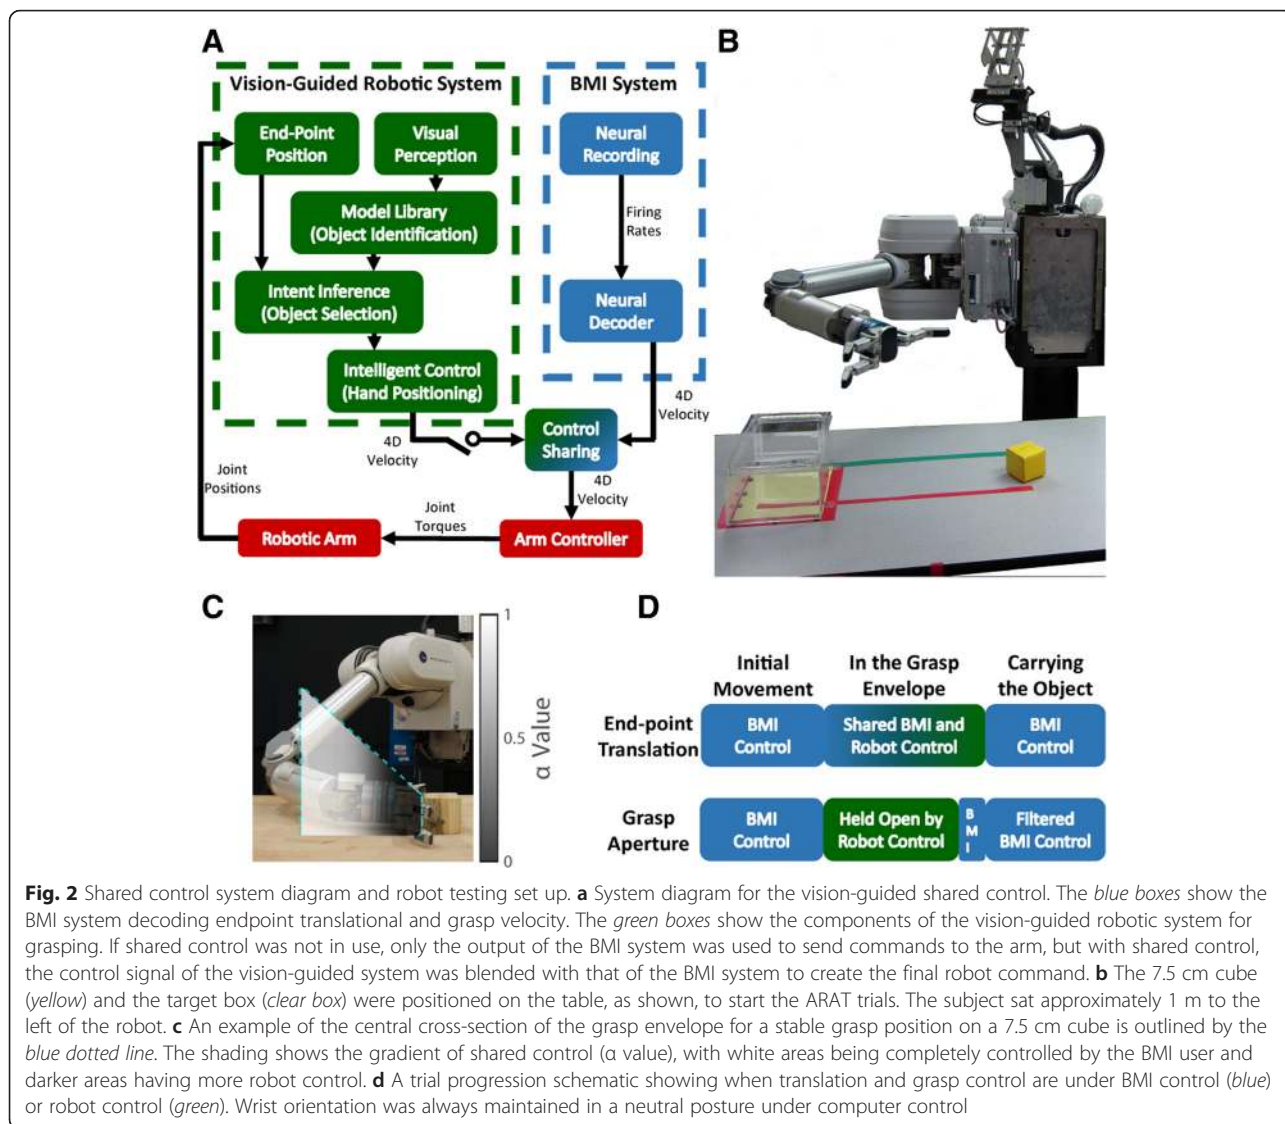 A
Vision-Guided Robotic System
BMI System
End-Point
Position
Visual
Perception
Neural
Recording
Model Library
(Object Identification)
Firing
Rates
Intent Inference
(Object Selection)
Neural
Decoder
Intelligent Control
(Hand Positioning)
4D
Velocity
4D
Velocity
Control
Sharing
Joint
Positions
4D
Velocity
Joint
Torques
Robotic Arm
Arm Controller
B
C
1
0.5
0
α Value
D
Initial
Movement
In the Grasp
Envelope
Carrying
the Object
End-point
Translation
BMI
Control
Shared BMI and
Robot Control
BMI
Control
Grasp
Aperture
BMI
Control
Held Open by
Robot Control
B
M
I
Filtered
BMI Control
Fig. 2 Shared control system diagram and robot testing set up. a System diagram for the vision-guided shared control. The blue boxes show the
BMI system decoding endpoint translational and grasp velocity. The green boxes show the components of the vision-guided robotic system for
grasping. If shared control was not in use, only the output of the BMI system was used to send commands to the arm, but with shared control,
the control signal of the vision-guided system was blended with that of the BMI system to create the final robot command. b The 7.5 cm cube
(yellow) and the target box (clear box) were positioned on the table, as shown, to start the ARAT trials. The subject sat approximately 1 m to the
left of the robot. c An example of the central cross-section of the grasp envelope for a stable grasp position on a 7.5 cm cube is outlined by the
blue dotted line. The shading shows the gradient of shared control (α value), with white areas being completely controlled by the BMI user and
darker areas having more robot control. d A trial progression schematic showing when translation and grasp control are under BMI control (blue)
or robot control (green). Wrist orientation was always maintained in a neutral posture under computer control